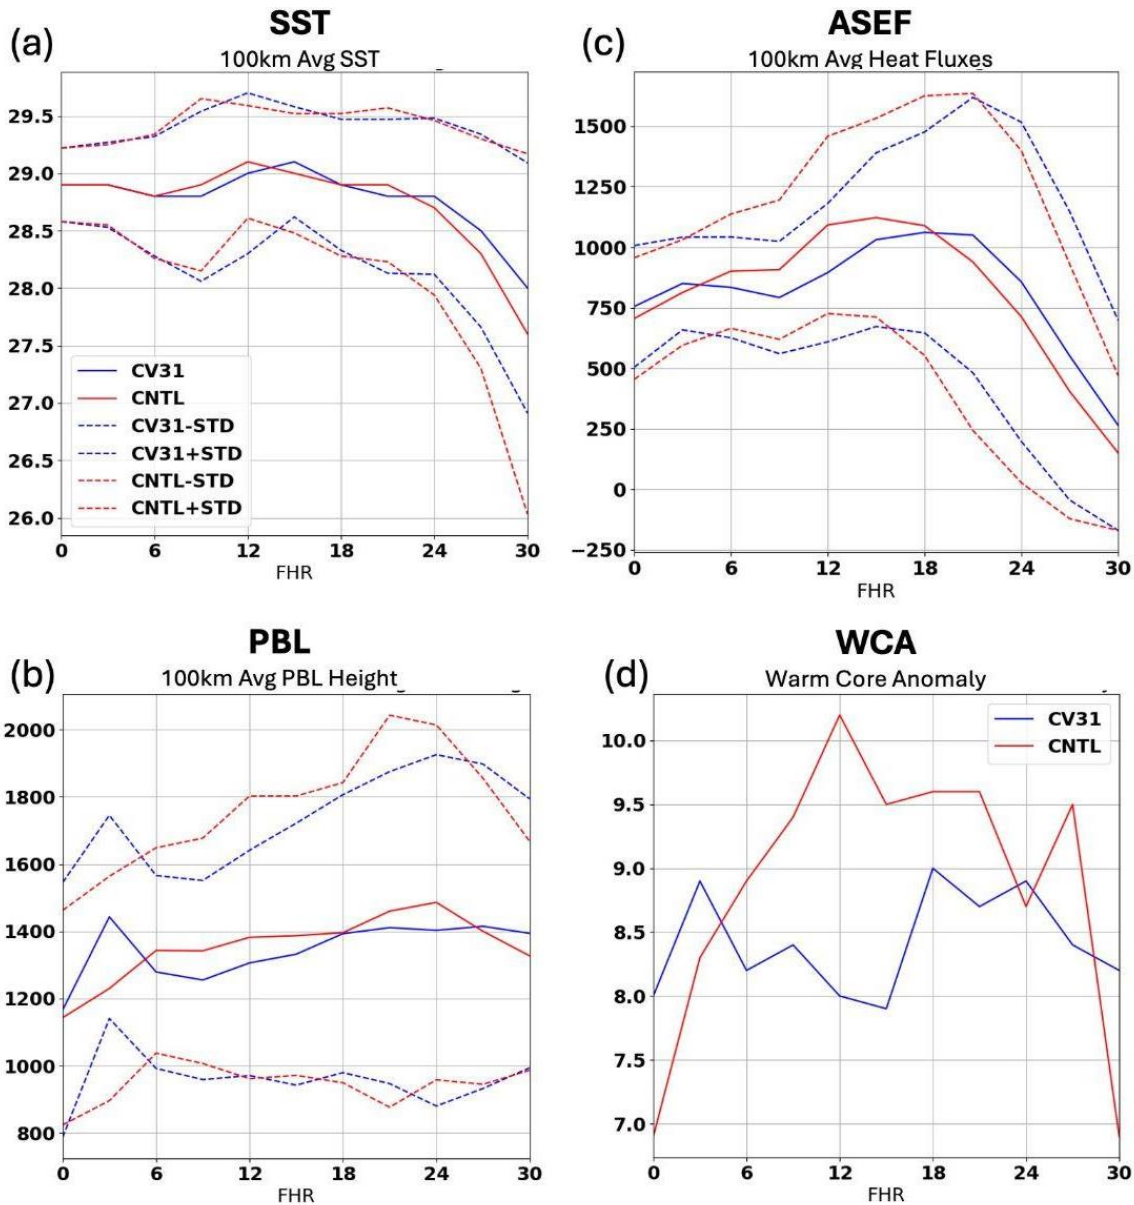 SST
(a)
100km Avg SST
29.5
29.0
28.5
28.0
27.5
27.0
26.5
26.0
CV31
CNTL
CV31-STD
CV31+STD
CNTL-STD
CNTL+STD
0 6 12 18 24 30
FHR
ASEF
(c)
100km Avg Heat Fluxes
1500
1250
1000
750
500
250
0
−250
0 6 12 18 24 30
FHR
PBL
(b)
100km Avg PBL Height
2000
1800
1600
1400
1200
1000
800
0 6 12 18 24 30
FHR
WCA
(d)
Warm Core Anomaly
10.0
9.5
9.0
8.5
8.0
7.5
7.0
CV31
CNTL
0 6 12 18 24 30
FHR